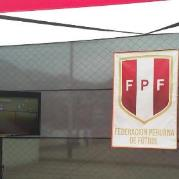 FPF
FEDERACION PERUANA
DE FUTBOL